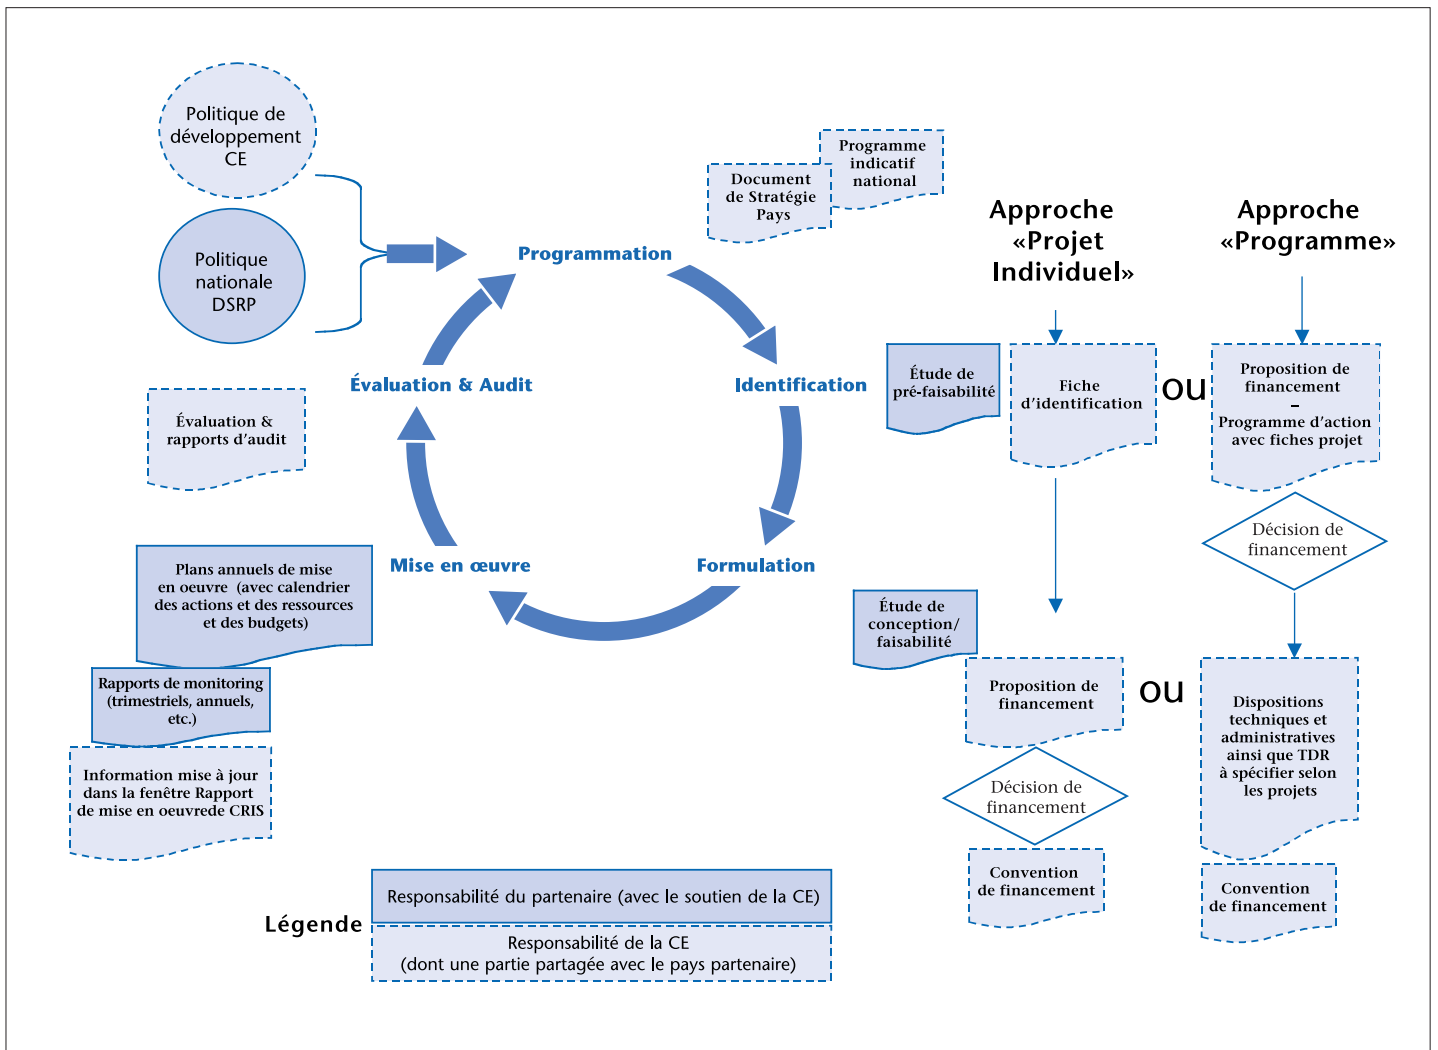 Politique de
développement
CE
Politique
nationale
DSRP
Programme
indicatif
national
Document
de Stratégie
Pays
Programmation
Identification
Formulation
Mise en œuvre
Évaluation & Audit
Évaluation &
rapports d’audit
Plans annuels de mise
en oeuvre (avec calendrier
des actions et des ressources
et des budgets)
Rapports de monitoring
(trimestriels, annuels,
etc.)
Information mise à jour
dans la fenêtre Rapport
de mise en oeuvrede CRIS
Approche
«Projet
Individuel»
Étude de
pré-faisabilité
Fiche
d’identification
ou
Approche
«Programme»
Proposition de
financement
–
Programme d’action
avec fiches projet
Décision de
financement
Étude de
conception/
faisabilité
Proposition de
financement
ou
Décision de
financement
Convention
de financement
Dispositions
techniques et
administratives
ainsi que TDR
à spécifier selon
les projets
Convention
de financement
Légende
Responsabilité du partenaire (avec le soutien de la CE)
Responsabilité de la CE
(dont une partie partagée avec le pays partenaire)